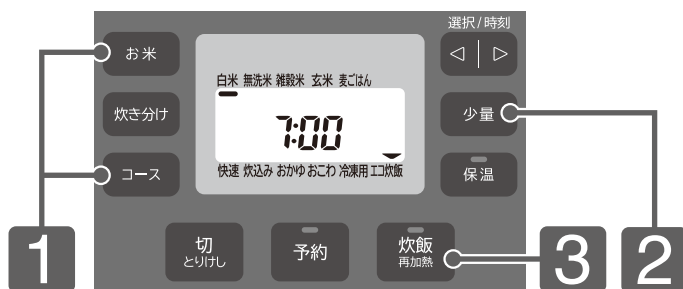 選択/時刻
お米
白米 無洗米 雑穀米 玄米 麦ごはん
炊き分け
7:00
少量
コース
快速 炊込み おかゆ おこわ 冷凍用 エコ炊飯
保温
切
とりけし
予約
炊飯
再加熱
1
3
2